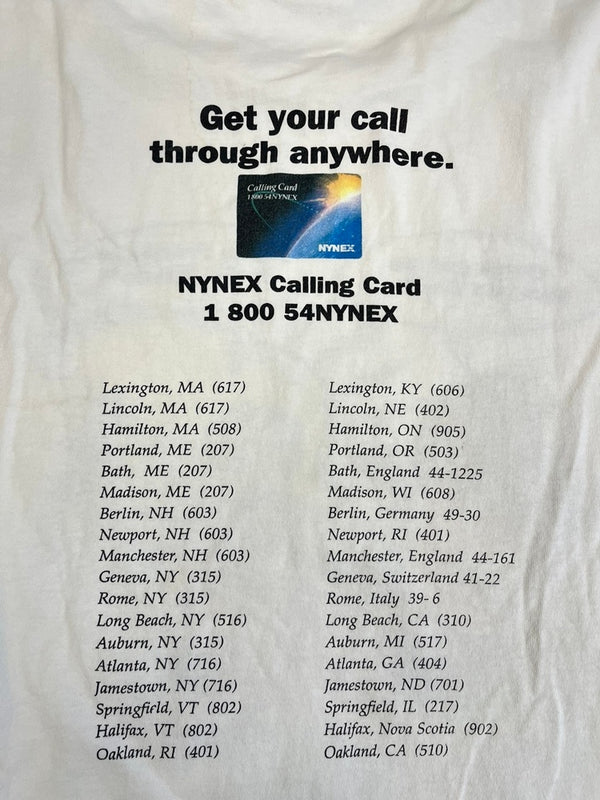 Get your call
through anywhere.
Calling Card
1 800 54NYNEX
NYNEX
NYNEX Calling Card
1 800 54NYNEX
Lexington, MA (617)
Lincoln, MA (617)
Hamilton, MA (508)
Portland, ME (207)
Bath, ME (207)
Madison, ME (207)
Berlin, NH (603)
Newport, NH (603)
Manchester, NH (603)
Geneva, NY (315)
Rome, NY (315)
Long Beach, NY (516)
Auburn, NY (315)
Atlanta, NY (716)
Jamestown, NY (716)
Springfirld, VT (802)
Halifax, VT (802)
Oakland, RI (401)
Lexington, KY (606)
Lincoln, NE (402)
Hamilton, ON (905)
Portland, OR (503)
Bath, England 44-1225
Madison, WI (608)
Berlin, Germany 49-30
Newport, RI (401)
Manchester, England 44-161
Geneva, Switzerland 41-22
Rome, Italy 39- 6
Long Beach, CA (310)
Auburn, MI (517)
Atlanta, GA (404)
Jamestown, ND (701)
Springfield, IL (217)
Halifax, Nova Scotia (902)
Oakland, CA (510)